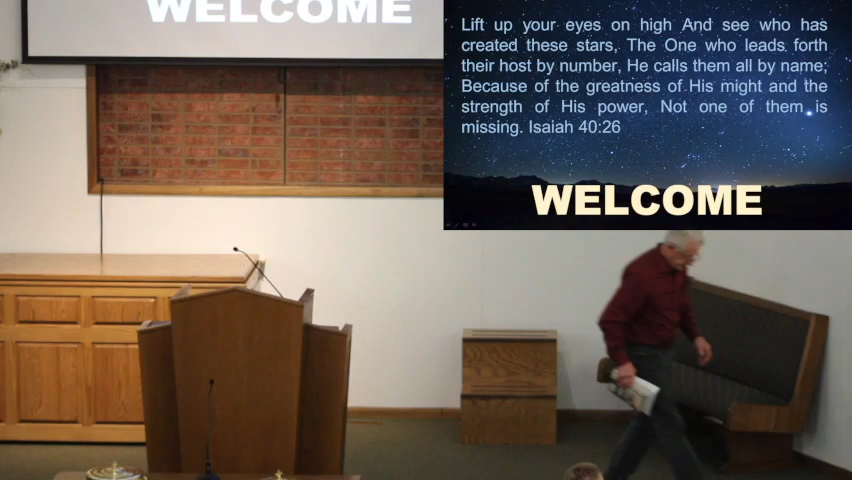 WELCOME
Lift up your eyes on high And see who has
created these stars, The One who leads forth
their host by number, He calls them all by name;
Because of the greatness of His might and the
strength of His power, Not one of them is
missing. Isaiah 40:26
WELCOME